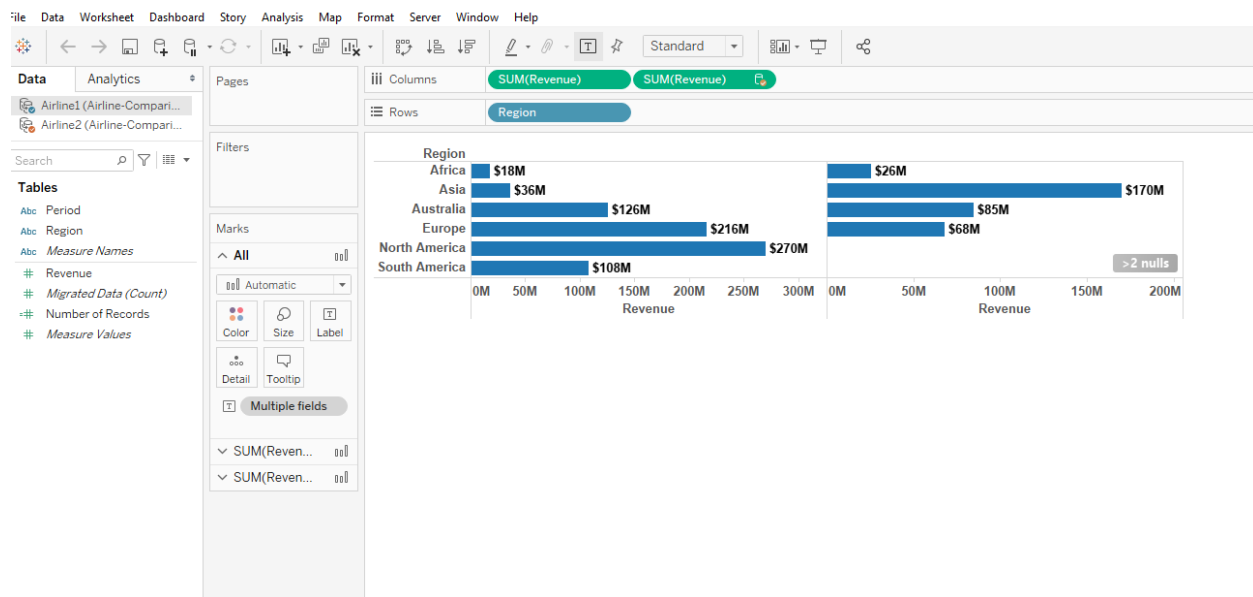 File Data Worksheet Dashboard Story Analysis Map Format Server Window Help
Standard
Data Analytics
Airline1 (Airline-Compari...
Airline2 (Airline-Compari...
Search
Tables
Abc Period
Abc Region
Abc Measure Names
# Revenue
# Migrated Data (Count)
=# Number of Records
# Measure Values
Pages
Filters
Marks
All
Automatic
Color Size Label
Detail Tooltip
Multiple fields
SUM(Reven...
SUM(Reven...
Columns SUM(Revenue) SUM(Revenue)
Rows Region
Region
Africa $18M $26M
Asia $36M $170M
Australia $126M $85M
Europe $216M $68M
North America $270M
South America $108M >2 nulls
0M 50M 100M 150M 200M 250M 300M 0M 50M 100M 150M 200M
Revenue Revenue